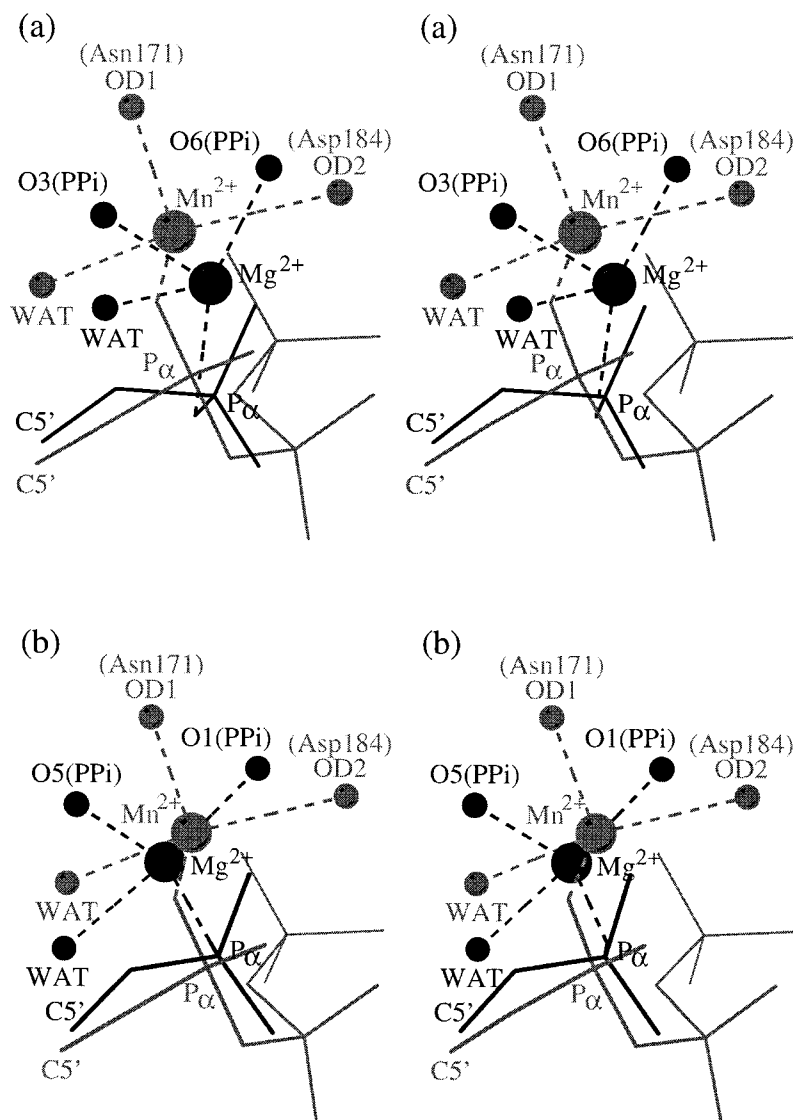 (a)
(Asn171)
OD1
O6(PPi)
(Asp184)
OD2
O3(PPi)
Mn2+
Mg2+
WAT
WAT
Pα
Pα
C5'
C5'
(a)
(Asn171)
OD1
O6(PPi)
(Asp184)
OD2
O3(PPi)
Mn2+
Mg2+
WAT
WAT
Pα
Pα
C5'
C5'
(b)
(Asn171)
OD1
O1(PPi)
(Asp184)
OD2
O5(PPi)
Mn2+
Mg2+
WAT
WAT
Pα
Pα
C5'
C5'
(b)
(Asn171)
OD1
O1(PPi)
(Asp184)
OD2
O5(PPi)
Mn2+
Mg2+
WAT
WAT
Pα
Pα
C5'
C5'